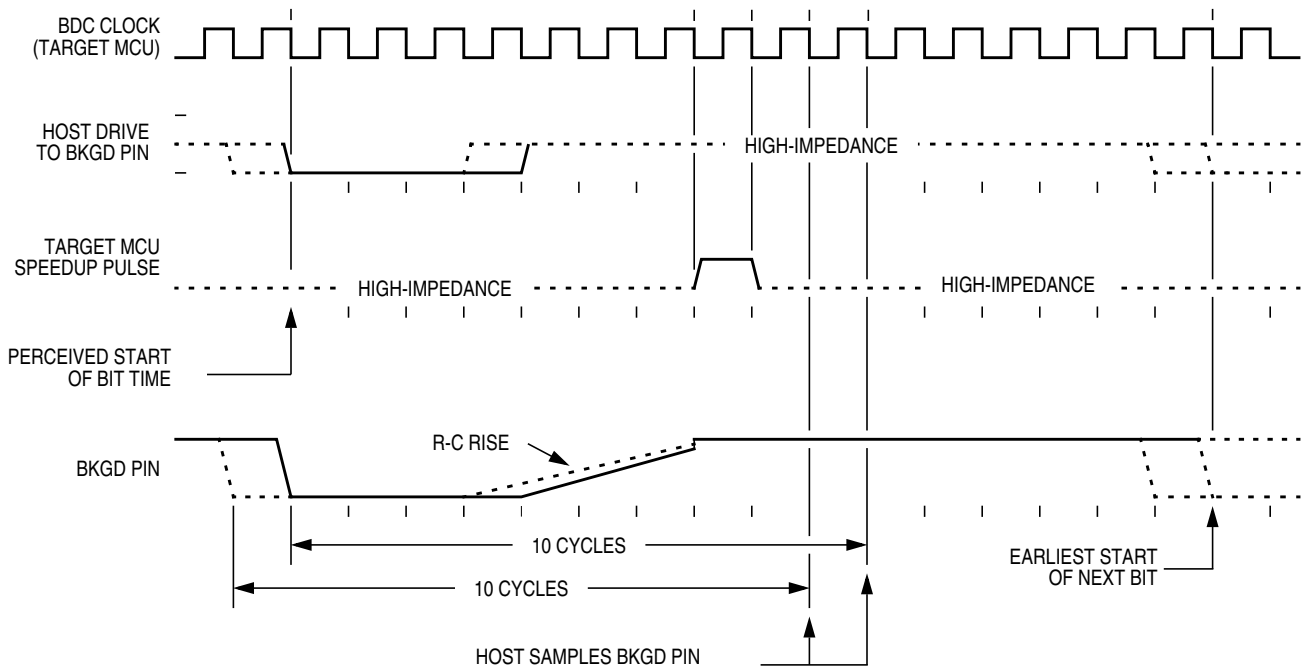 BDC CLOCK
(TARGET MCU)
HOST DRIVE
TO BKGD PIN
HIGH-IMPEDANCE
TARGET MCU
SPEEDUP PULSE
HIGH-IMPEDANCE
HIGH-IMPEDANCE
PERCEIVED START
OF BIT TIME
R-C RISE
BKGD PIN
10 CYCLES
EARLIEST START
OF NEXT BIT
10 CYCLES
HOST SAMPLES BKGD PIN